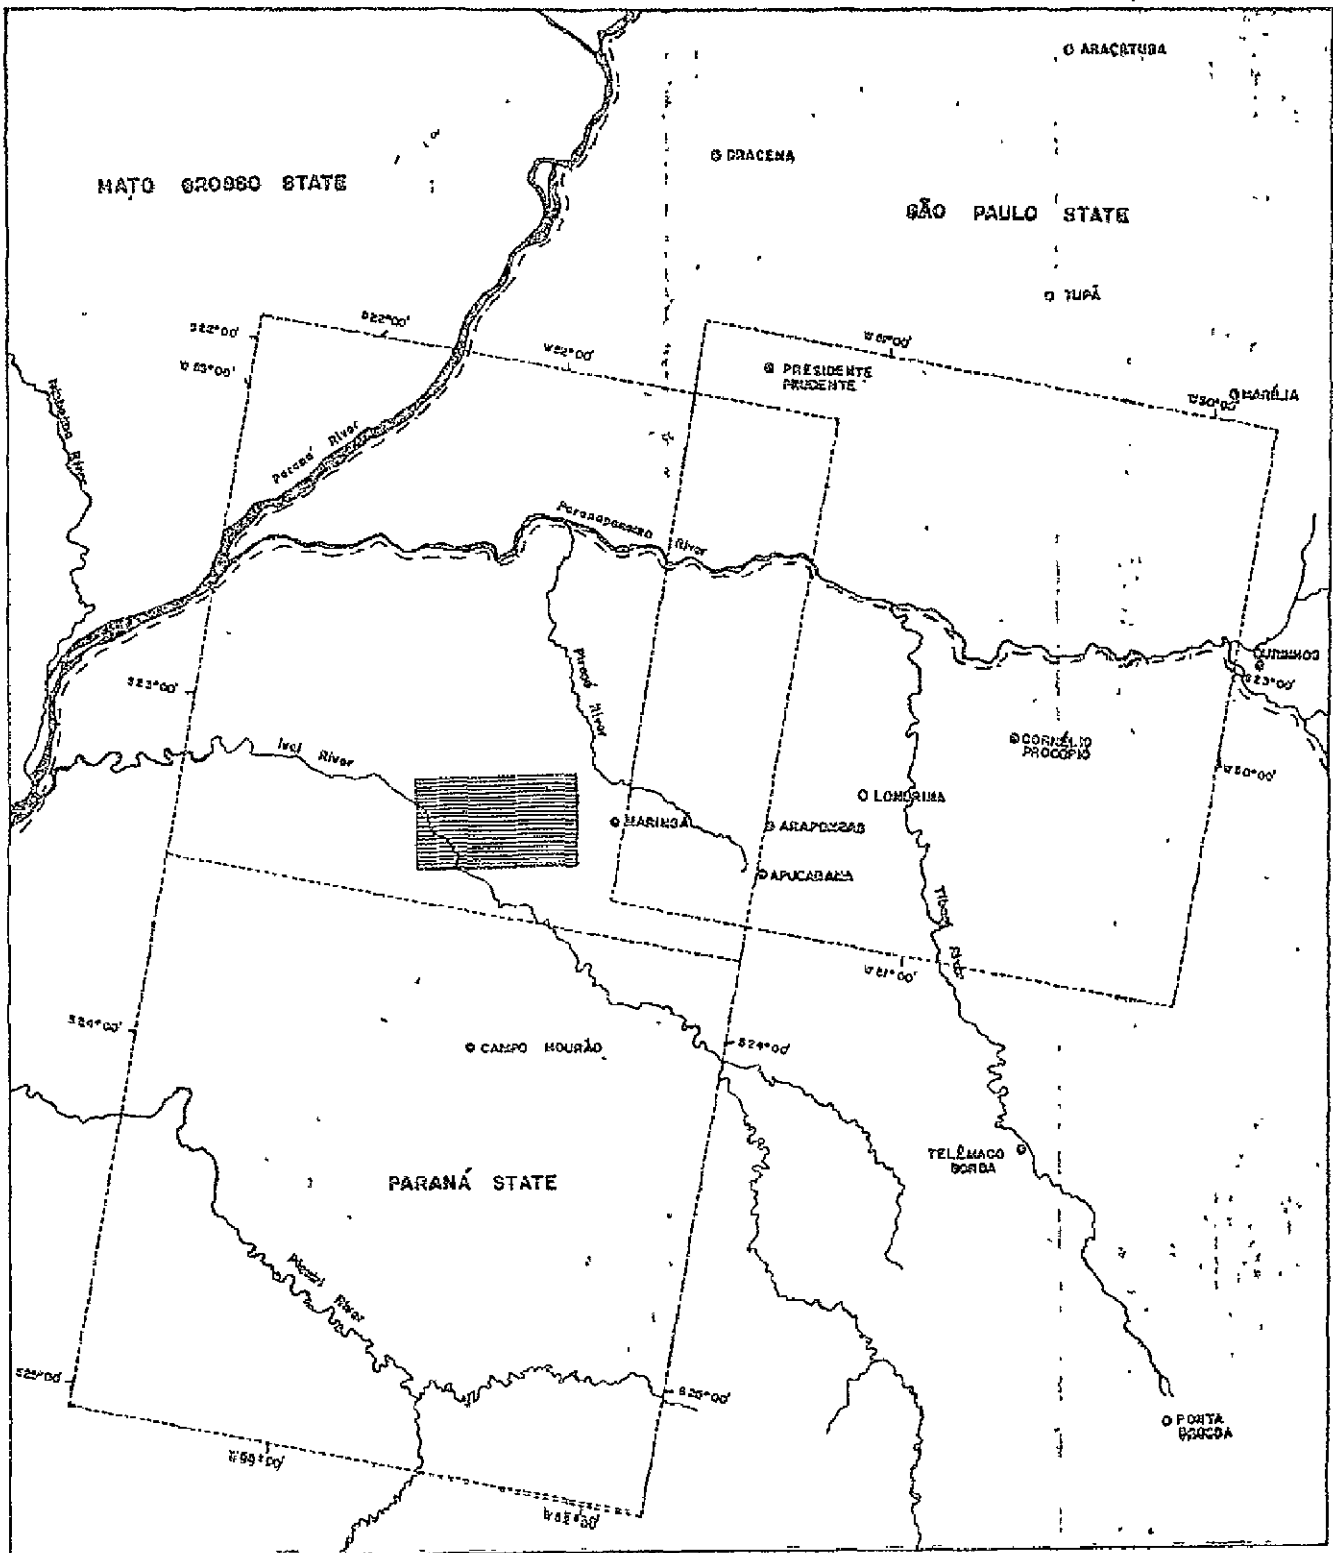 ARAÇATUBA
DRACENA
MATO GROSSO STATE
SÃO PAULO STATE
TUPÃ
S22°00'
S22°00'
W53°00'
W52°00'
W51°00'
PRESIDENTE
PRUDENTE
W50°00'
MARÍLIA
Paraná River
Paranapanema River
River
Pirapó River
S23°00'
S23°00'
Ivaí River
CORNÉLIO
PROCÓPIO
W50°00'
LONDRINA
MARINGÁ
ARAPONGAS
APUCARANA
Tibagi River
W51°00'
S24°00'
CAMPO MOURÃO
S24°00'
TELÊMACO
BORBA
PARANÁ STATE
Piquiri River
S25°00'
S25°00'
PONTA
GROSSA
W52°00'